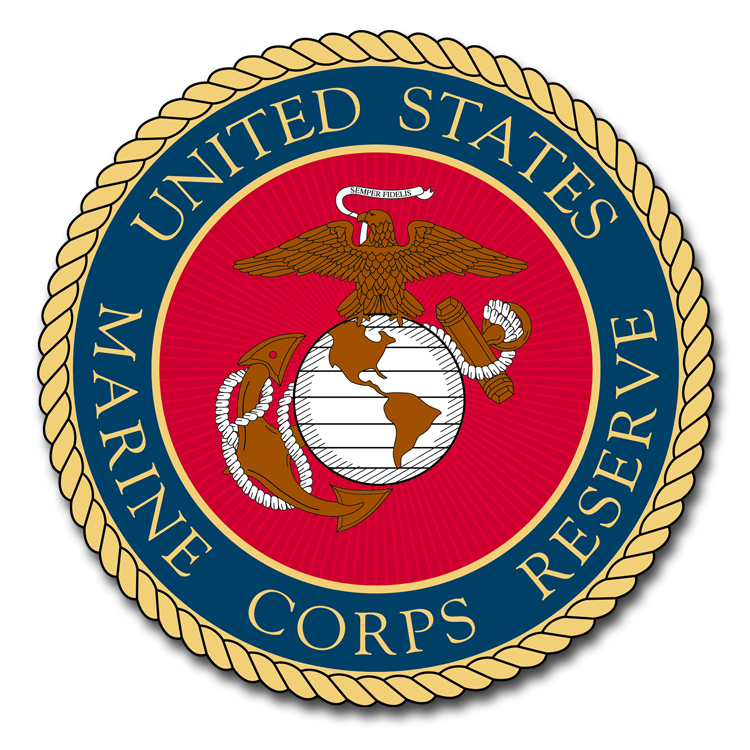 UNITED STATES
MARINE CORPS RESERVE
SEMPER FIDELIS